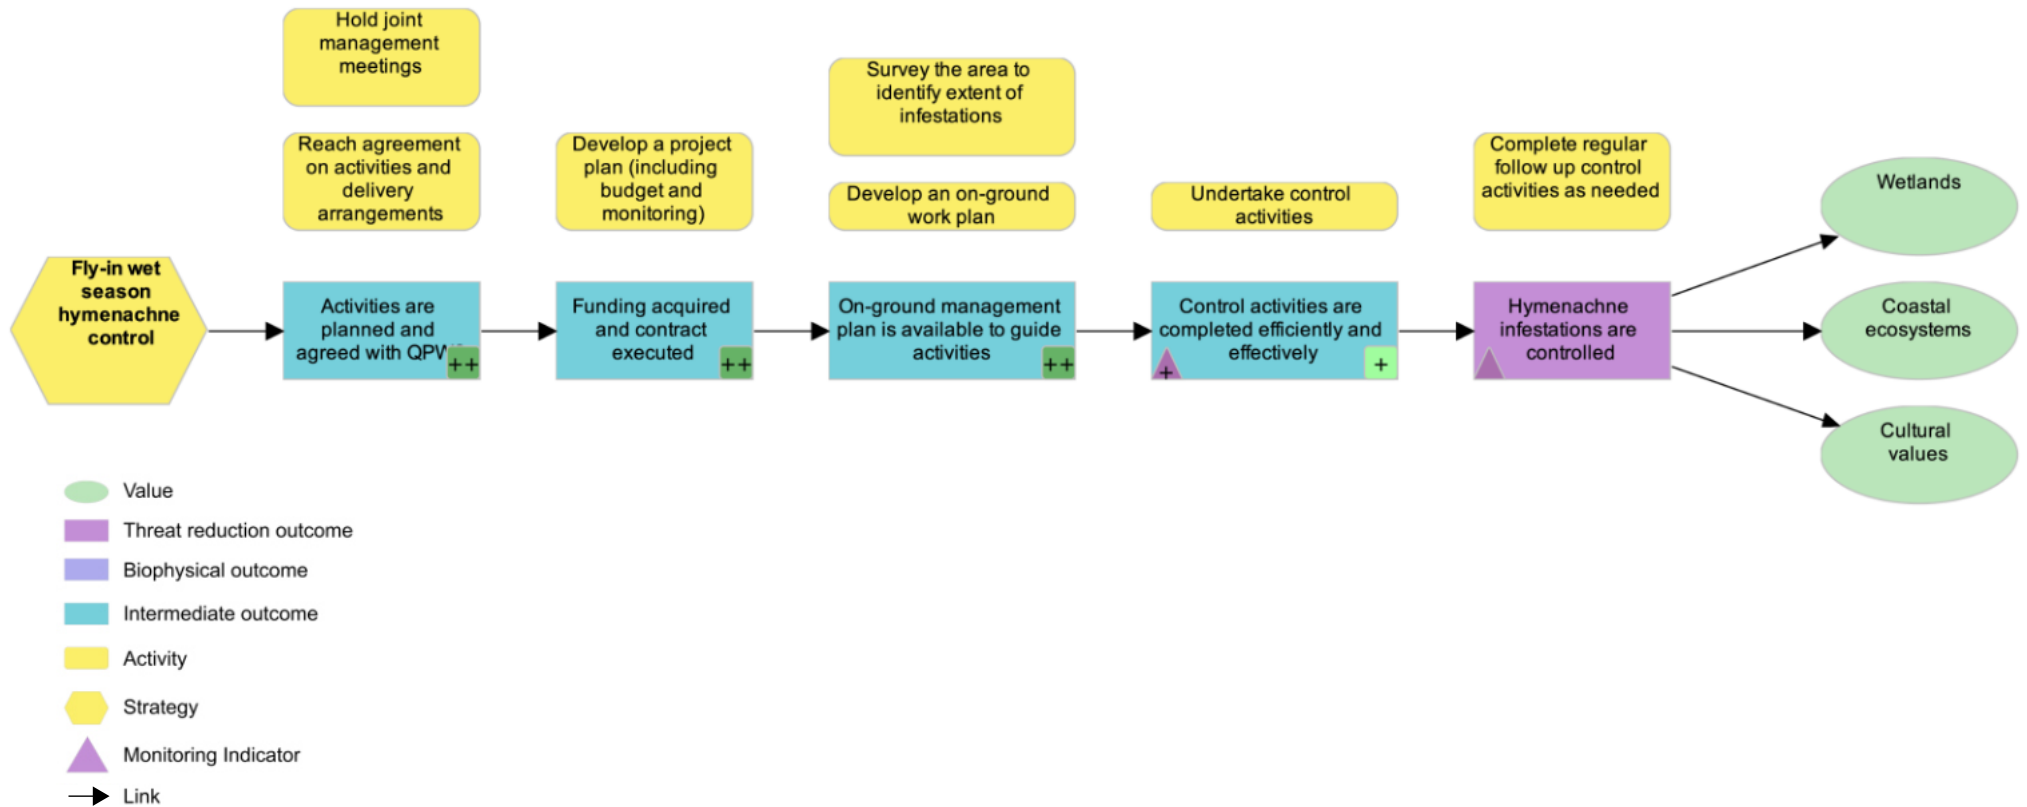 Hold joint
management
meetings
Reach agreement
on activities and
delivery
arrangements
Develop a project
plan (including
budget and
monitoring)
Survey the area to
identify extent of
infestations
Develop an on-ground
work plan
Undertake control
activities
Complete regular
follow up control
activities as needed
Fly-in wet
season
hymenachne
control
Activities are
planned and
agreed with
++
Funding acquired
and contract
executed
++
On-ground management
plan is available to guide
activities
++
Control activities are
completed efficiently and
effectively
+
+
Hymenachne
infestations are
controlled
Wetlands
Coastal
ecosystems
Cultural
values
Value
Threat reduction outcome
Biophysical outcome
Intermediate outcome
Activity
Strategy
Monitoring Indicator
Link